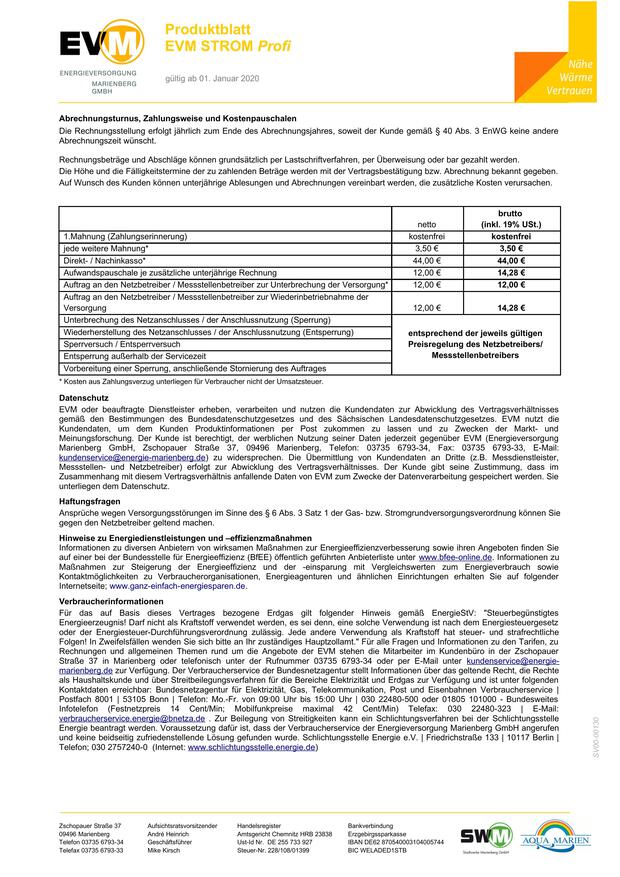 EVM
ENERGIEVERSORGUNG
MARIENBERG
GMBH
Produktblatt
EVM STROM Profi
gültig ab 01. Januar 2020
Nähe
Wärme
Vertrauen
Abrechnungsturnus, Zahlungsweise und Kostenpauschalen
Die Rechnungsstellung erfolgt jährlich zum Ende des Abrechnungsjahres, soweit der Kunde gemäß § 40 Abs. 3 EnWG keine andere
Abrechnungszeit wünscht.
Rechnungsbeträge und Abschläge können grundsätzlich per Lastschriftverfahren, per Überweisung oder bar gezahlt werden.
Die Höhe und die Fälligkeitstermine der zu zahlenden Beträge werden mit der Vertragsbestätigung bzw. Abrechnung bekannt gegeben.
Auf Wunsch des Kunden können unterjährige Ablesungen und Abrechnungen vereinbart werden, die zusätzliche Kosten verursachen.
netto brutto
(inkl. 19% USt.)
1.Mahnung (Zahlungserinnerung) kostenfrei kostenfrei
jede weitere Mahnung* 3,50 € 3,50 €
Direkt- / Nachinkasso* 44,00 € 44,00 €
Aufwandspauschale je zusätzliche unterjährige Rechnung 12,00 € 14,28 €
Auftrag an den Netzbetreiber / Messstellenbetreiber zur Unterbrechung der Versorgung* 12,00 € 12,00 €
Auftrag an den Netzbetreiber / Messstellenbetreiber zur Wiederinbetriebnahme der
Versorgung 12,00 € 14,28 €
Unterbrechung des Netzanschlusses / der Anschlussnutzung (Sperrung)
Wiederherstellung des Netzanschlusses / der Anschlussnutzung (Entsperrung)
Sperrversuch / Entsperrversuch
Entsperrung außerhalb der Servicezeit
Vorbereitung einer Sperrung, anschließende Stornierung des Auftrages
entsprechend der jeweils gültigen
Preisregelung des Netzbetreibers/
Messstellenbetreibers
* Kosten aus Zahlungsverzug unterliegen für Verbraucher nicht der Umsatzsteuer.
Datenschutz
EVM oder beauftragte Dienstleister erheben, verarbeiten und nutzen die Kundendaten zur Abwicklung des Vertragsverhältnisses
gemäß den Bestimmungen des Bundesdatenschutzgesetzes und des Sächsischen Landesdatenschutzgesetzes. EVM nutzt die
Kundendaten, um dem Kunden Produktinformationen per Post zukommen zu lassen und zu Zwecken der Markt- und
Meinungsforschung. Der Kunde ist berechtigt, der werblichen Nutzung seiner Daten jederzeit gegenüber EVM (Energieversorgung
Marienberg GmbH, Zschopauer Straße 37, 09496 Marienberg, Telefon: 03735 6793-34, Fax: 03735 6793-33, E-Mail:
kundenservice@energie-marienberg.de) zu widersprechen. Die Übermittlung von Kundendaten an Dritte (z.B. Messdienstleister,
Messstellen- und Netzbetreiber) erfolgt zur Abwicklung des Vertragsverhältnisses. Der Kunde gibt seine Zustimmung, dass im
Zusammenhang mit diesem Vertragsverhältnis anfallende Daten von EVM zum Zwecke der Datenverarbeitung gespeichert werden. Sie
unterliegen dem Datenschutz.
Haftungsfragen
Ansprüche wegen Versorgungsstörungen im Sinne des § 6 Abs. 3 Satz 1 der Gas- bzw. Stromgrundversorgungsverordnung können Sie
gegen den Netzbetreiber geltend machen.
Hinweise zu Energiedienstleistungen und –effizienzmaßnahmen
Informationen zu diversen Anbietern von wirksamen Maßnahmen zur Energieeffizienzverbesserung sowie ihren Angeboten finden Sie
auf einer bei der Bundesstelle für Energieeffizienz (BfEE) öffentlich geführten Anbieterliste unter www.bfee-online.de. Informationen zu
Maßnahmen zur Steigerung der Energieeffizienz und der -einsparung mit Vergleichswerten zum Energieverbrauch sowie
Kontaktmöglichkeiten zu Verbraucherorganisationen, Energieagenturen und ähnlichen Einrichtungen erhalten Sie auf folgender
Internetseite; www.ganz-einfach-energiesparen.de.
Verbraucherinformationen
Für das auf Basis dieses Vertrages bezogene Erdgas gilt folgender Hinweis gemäß EnergieStV: "Steuerbegünstigtes
Energieerzeugnis! Darf nicht als Kraftstoff verwendet werden, es sei denn, eine solche Verwendung ist nach dem Energiesteuergesetz
oder der Energiesteuer-Durchführungsverordnung zulässig. Jede andere Verwendung als Kraftstoff hat steuer- und strafrechtliche
Folgen! In Zweifelsfällen wenden Sie sich bitte an Ihr zuständiges Hauptzollamt." Für alle Fragen und Informationen zu den Tarifen, zu
Rechnungen und allgemeinen Themen rund um die Angebote der EVM stehen die Mitarbeiter im Kundenbüro in der Zschopauer
Straße 37 in Marienberg oder telefonisch unter der Rufnummer 03735 6793-34 oder per E-Mail unter kundenservice@energie-
marienberg.de zur Verfügung. Der Verbraucherservice der Bundesnetzagentur stellt Informationen über das geltende Recht, die Rechte
als Haushaltskunde und über Streitbeilegungsverfahren für die Bereiche Elektrizität und Erdgas zur Verfügung und ist unter folgenden
Kontaktdaten erreichbar: Bundesnetzagentur für Elektrizität, Gas, Telekommunikation, Post und Eisenbahnen Verbraucherservice |
Postfach 8001 | 53105 Bonn | Telefon: Mo.-Fr. von 09:00 Uhr bis 15:00 Uhr | 030 22480-500 oder 01805 101000 - Bundesweites
Infotelefon (Festnetzpreis 14 Cent/Min; Mobilfunkpreise maximal 42 Cent/Min) Telefax: 030 22480-323 | E-Mail:
verbraucherservice.energie@bnetza.de . Zur Beilegung von Streitigkeiten kann ein Schlichtungsverfahren bei der Schlichtungsstelle
Energie beantragt werden. Voraussetzung dafür ist, dass der Verbraucherservice der Energieversorgung Marienberg GmbH angerufen
und keine beidseitig zufriedenstellende Lösung gefunden wurde. Schlichtungsstelle Energie e.V. | Friedrichstraße 133 | 10117 Berlin |
Telefon; 030 2757240-0 (Internet: www.schlichtungsstelle.energie.de)
SV00-00130
Zschopauer Straße 37
09496 Marienberg
Telefon 03735 6793-34
Telefax 03735 6793-33
Aufsichtsratsvorsitzender
André Heinrich
Geschäftsführer
Mike Kirsch
Handelsregister
Amtsgericht Chemnitz HRB 23838
Ust-Id Nr. DE 255 733 927
Steuer-Nr. 228/108/01399
Bankverbindung
Erzgebirgssparkasse
IBAN DE62 870540003104005744
BIC WELADED1STB
SWM
Stadtwerke Marienberg GmbH
AQUA MARIEN